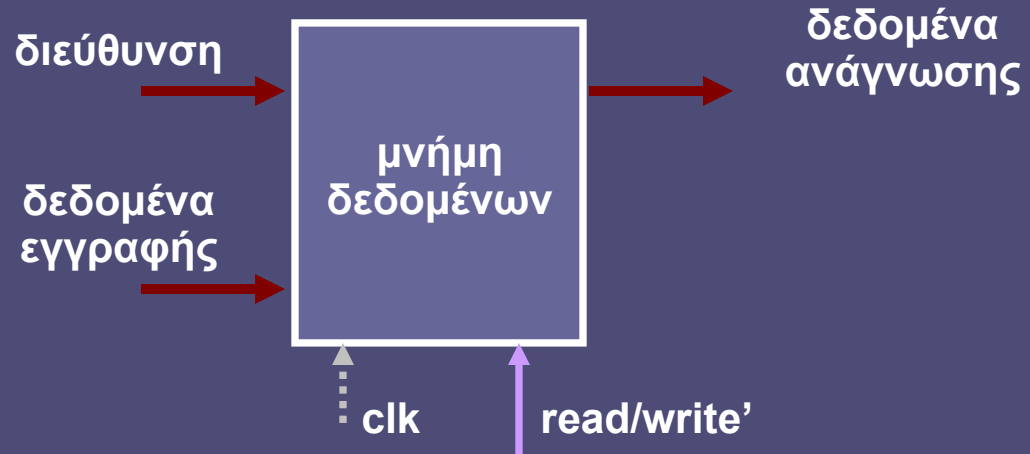 διεύθυνση
δεδομένα
εγγραφής
μνήμη
δεδομένων
δεδομένα
ανάγνωσης
clk
read/write’